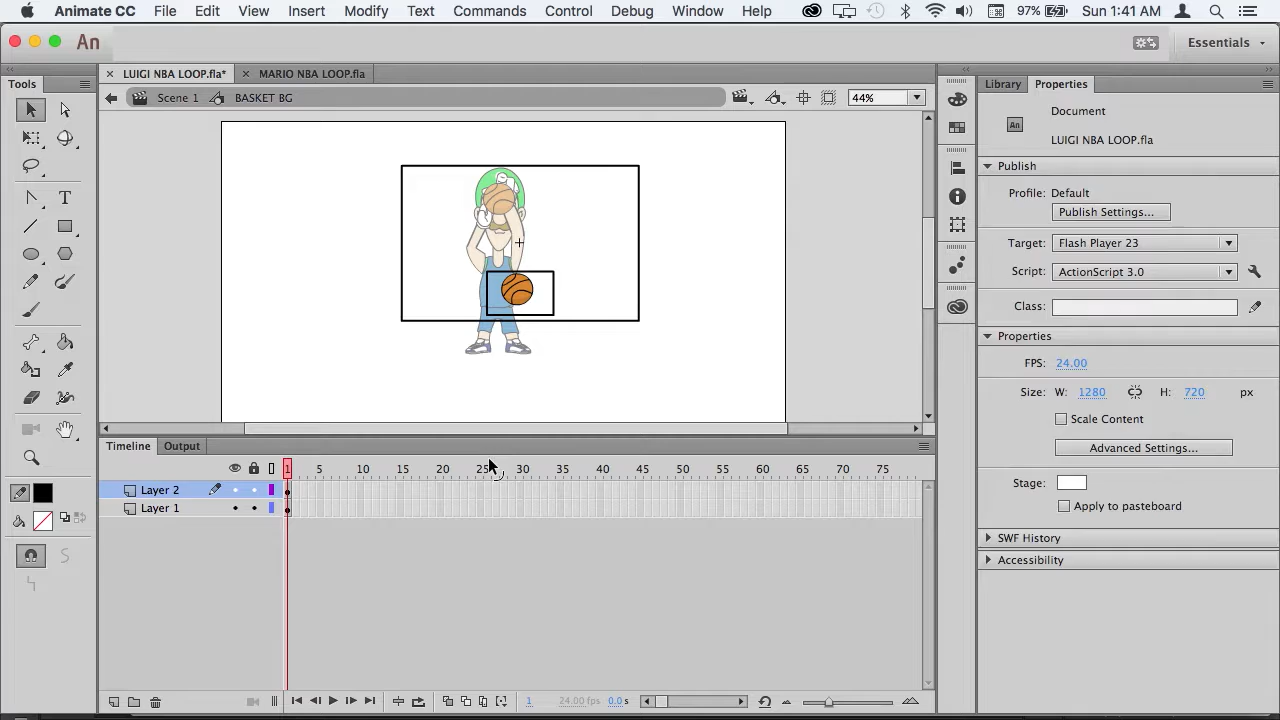 Animate CC File Edit View Insert Modify Text Commands Control Debug Window Help 97% Sun 1:41 AM
An Essentials
Tools
× LUIGI NBA LOOP.fla* × MARIO NBA LOOP.fla
Scene 1 BASKET BG 44%
Library Properties
An Document
LUIGI NBA LOOP.fla
Publish
Profile: Default
Publish Settings...
Target: Flash Player 23
Script: ActionScript 3.0
Class:
Properties
FPS: 24.00
Size: W: 1280 H: 720 px
Scale Content
Advanced Settings...
Stage:
Apply to pasteboard
SWF History
Accessibility
T
S
Timeline Output
1 5 10 15 20 25 30 35 40 45 50 55 60 65 70 75
Layer 2
Layer 1
1 24.00 fps 0.0 s